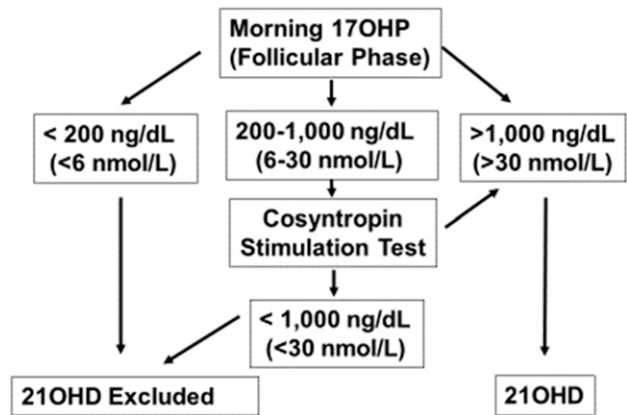 Morning 17OHP
(Follicular Phase)
< 200 ng/dL
(<6 nmol/L)
200-1,000 ng/dL
(6-30 nmol/L)
>1,000 ng/dL
(>30 nmol/L)
Cosyntropin
Stimulation Test
< 1,000 ng/dL
(<30 nmol/L)
21OHD Excluded
21OHD